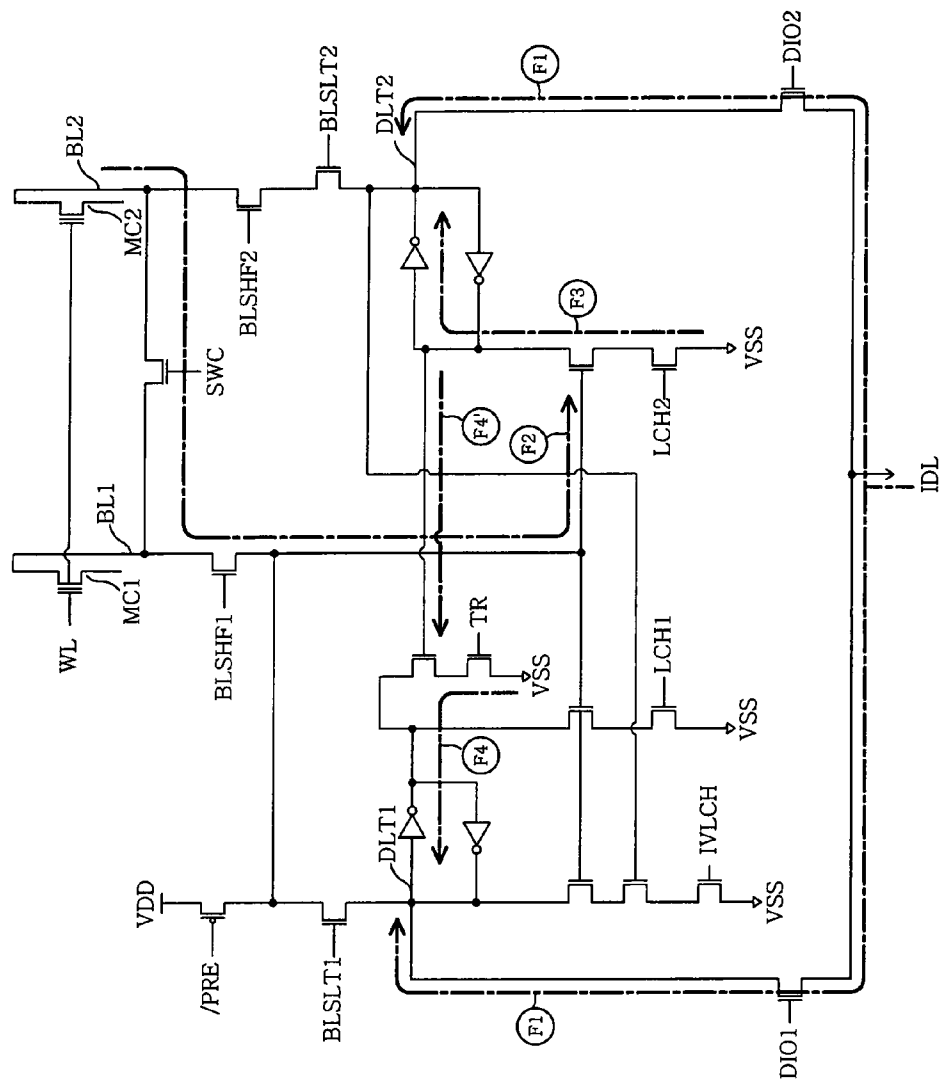 WL
MC1
BL1
MC2
BL2
BLSHF1
SWC
BLSHF2
BLSLT2
VDD
/PRE
BLSLT1
DLT1
DLT2
TR
VSS
F4
F4'
F2
F3
F1
F1
IVLCH
VSS
LCH1
VSS
LCH2
VSS
DIO1
DIO2
IDL